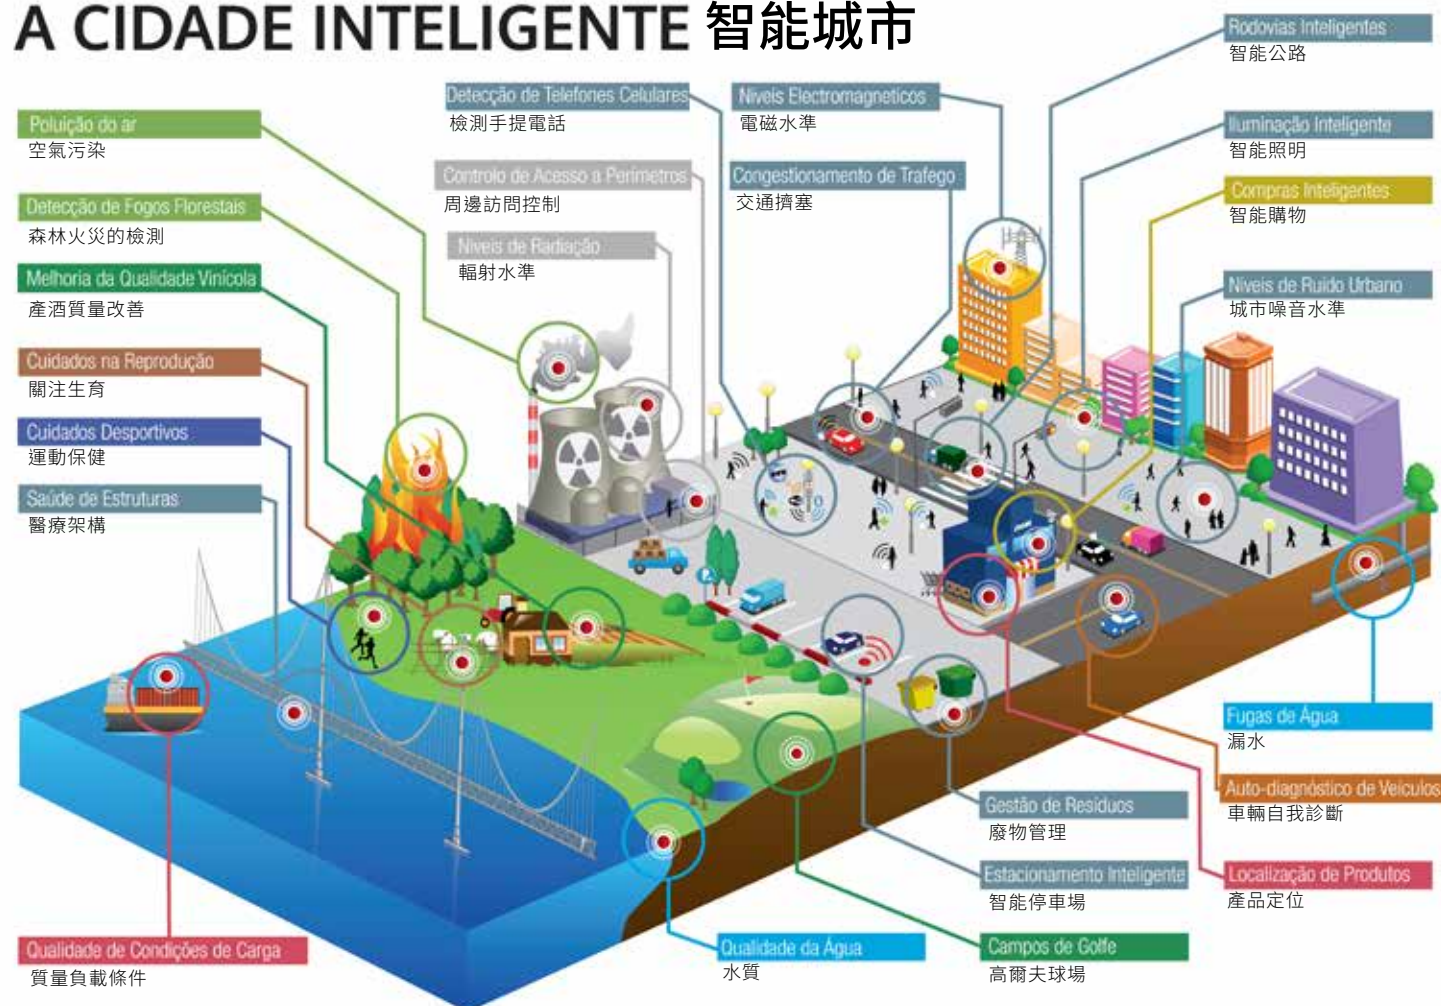 A CIDADE INTELIGENTE 智能城市
Poluição do ar
空氣污染
Detecção de Fogos Florestais
森林火災的檢測
Melhoria da Qualidade Vinícola
產酒質量改善
Cuidados na Reprodução
關注生育
Cuidados Desportivos
運動保健
Saúde de Estruturas
醫療架構
Detecção de Telefones Celulares
檢測手提電話
Controlo de Acesso a Perímetros
周邊訪問控制
Niveis de Radiação
輻射水準
Niveis Electromagneticos
電磁水準
Congestionamento de Trafego
交通擠塞
Rodovias Inteligentes
智能公路
Iluminação Inteligente
智能照明
Compras Inteligentes
智能購物
Niveis de Ruido Urbano
城市噪音水準
Fugas de Água
漏水
Auto-diagnóstico de Veículos
車輛自我診斷
Localização de Produtos
產品定位
Gestão de Resíduos
廢物管理
Estacionamento Inteligente
智能停車場
Campos de Golfe
高爾夫球場
Qualidade da Água
水質
Qualidade de Condições de Carga
質量負載條件